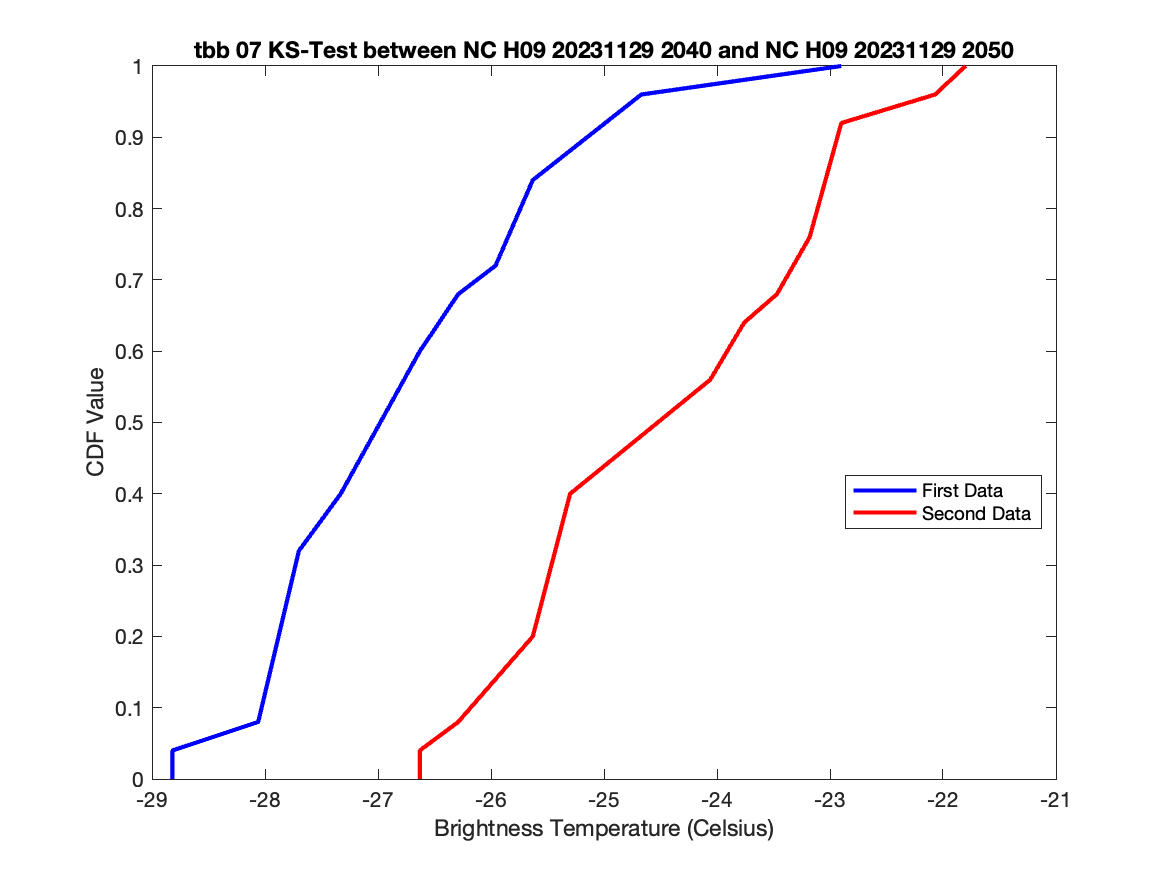 tbb 07 KS-Test between NC H09 20231129 2040 and NC H09 20231129 2050
1
0.9
0.8
0.7
0.6
0.5
0.4
0.3
0.2
0.1
0
CDF Value
First Data
Second Data
-29 -28 -27 -26 -25 -24 -23 -22 -21
Brightness Temperature (Celsius)